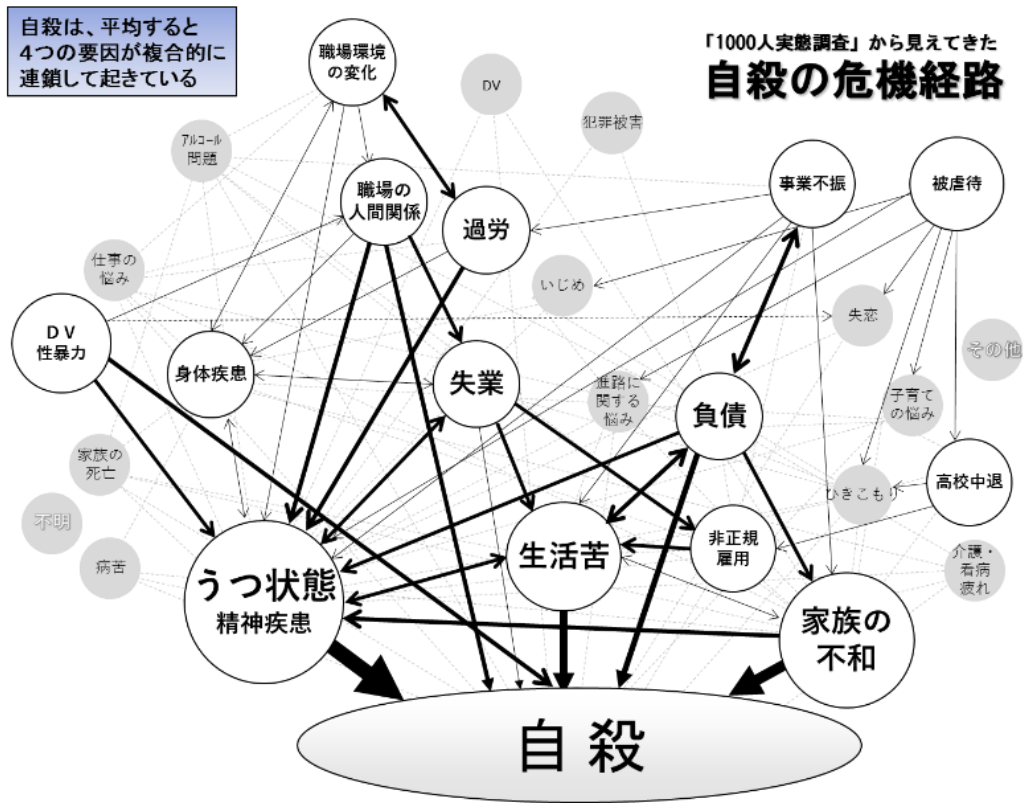 自殺は、平均すると
4つの要因が複合的に
連鎖して起きている
「1000人実態調査」から見えてきた
自殺の危機経路
職場環境
の変化
DV
犯罪被害
アルコール
問題
職場の
人間関係
過労
事業不振
被虐待
仕事の
悩み
いじめ
失恋
DV
性暴力
身体疾患
失業
進路に
関する
悩み
負債
子育て
の悩み
その他
家族の
死亡
ひきこもり
高校中退
不明
病苦
うつ状態
精神疾患
生活苦
非正規
雇用
介護・
看病
疲れ
家族の
不和
自殺